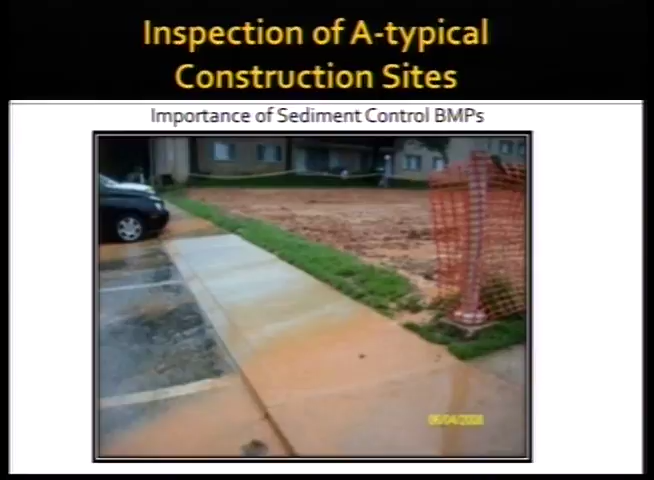 Inspection of A-typical
Construction Sites
Importance of Sediment Control BMPs